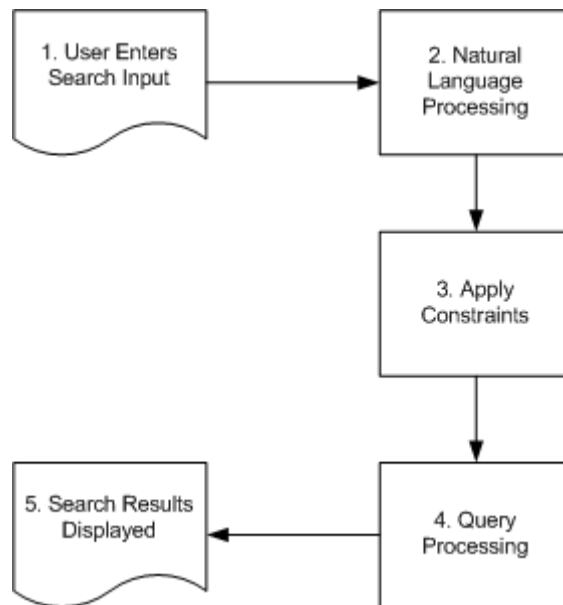 1. User Enters
Search Input
2. Natural
Language
Processing
3. Apply
Constraints
4. Query
Processing
5. Search Results
Displayed